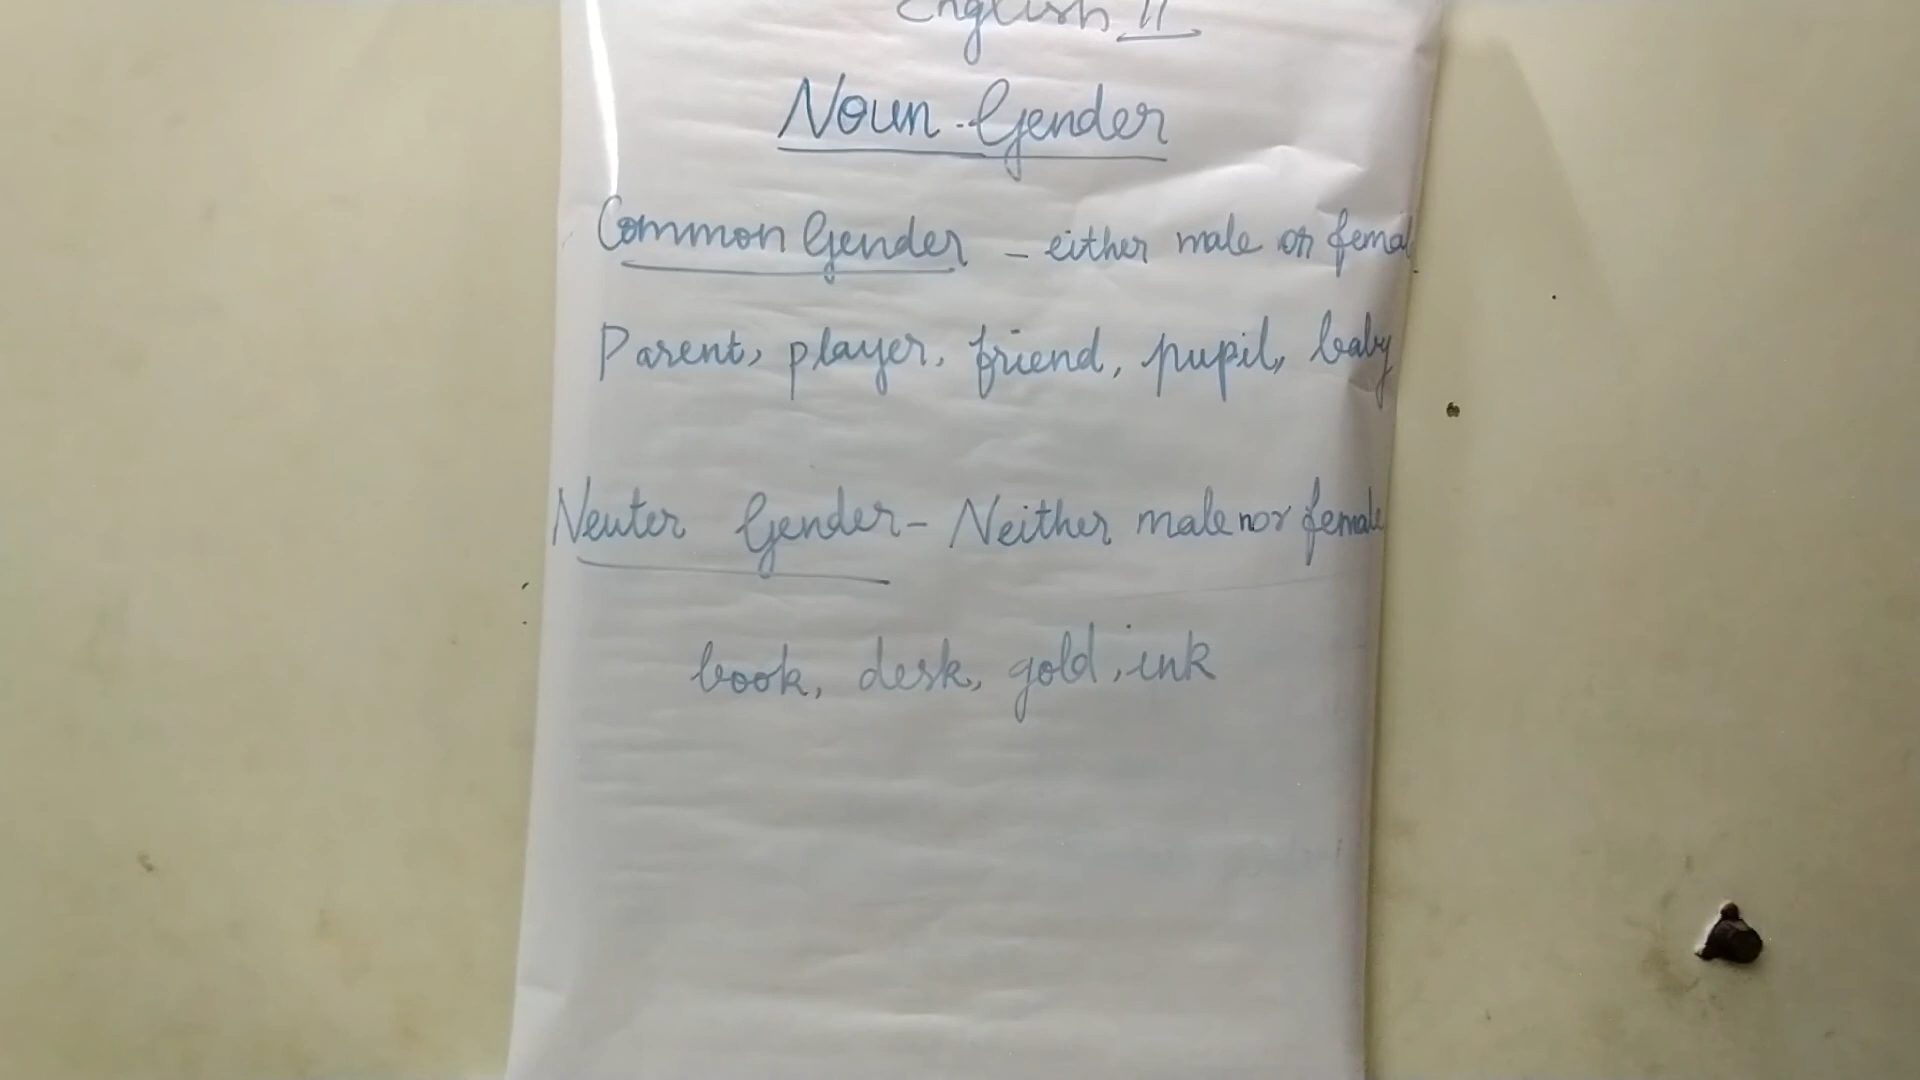 English II
Noun - Gender
Common Gender - either male or femal
Parent, player, friend, pupil, baby
Neuter Gender - Neither male nor female
book, desk, gold, ink